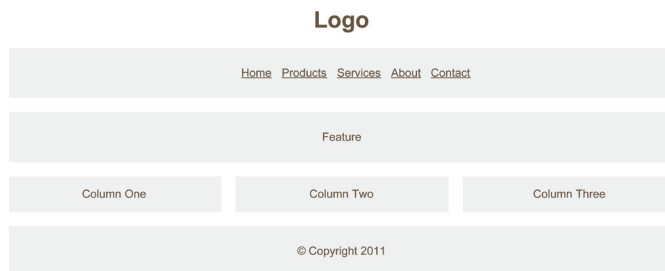 Logo
Home Products Services About Contact
Feature
Column One Column Two Column Three
© Copyright 2011